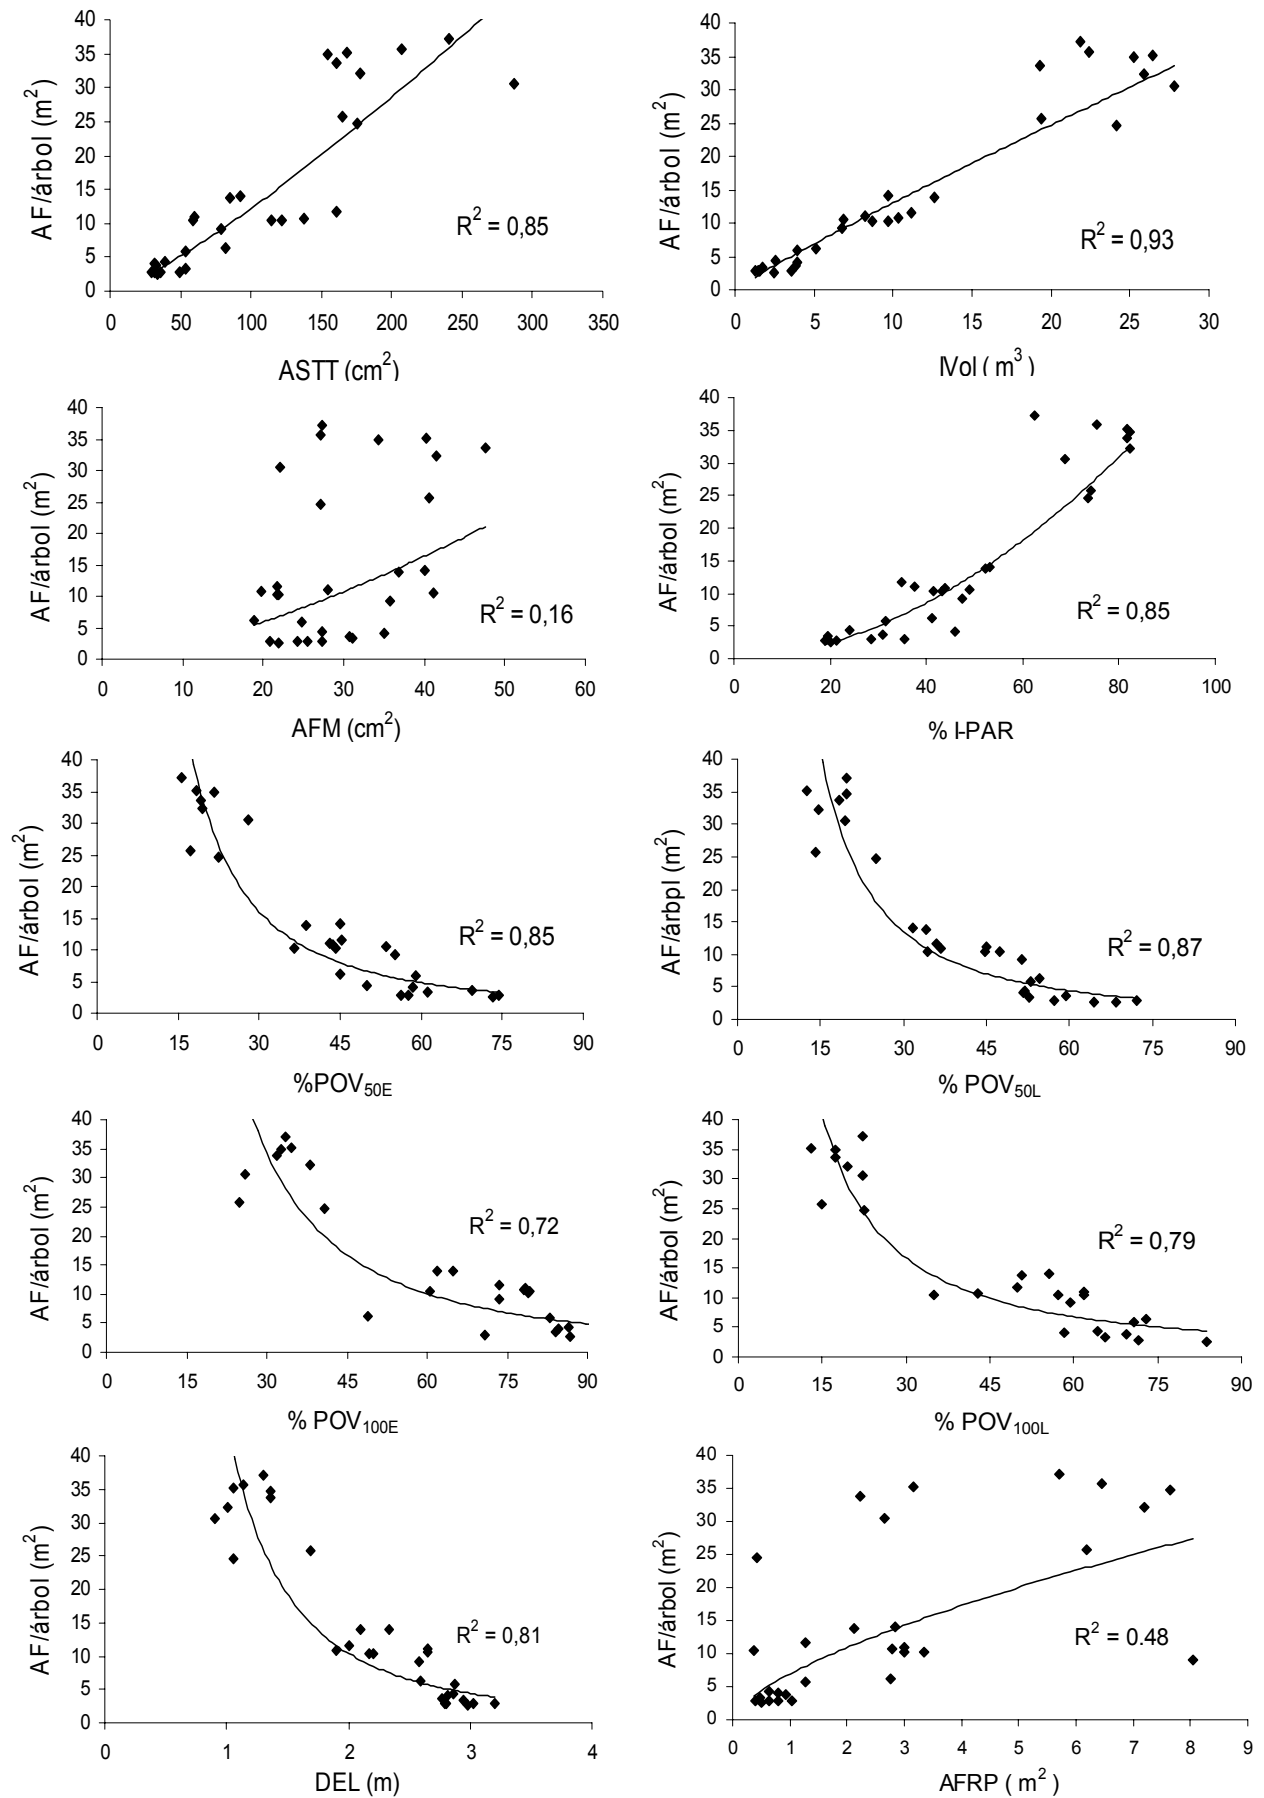 AF/árbol (m²)
40
35
30
25
20
15
10
5
0
R² = 0,85
0 50 100 150 200 250 300 350
ASTT (cm²)
AF/árbol (m²)
40
35
30
25
20
15
10
5
0
R² = 0,93
0 5 10 15 20 25 30
IVol ( m³ )
AF/árbol (m²)
40
35
30
25
20
15
10
5
0
R² = 0,16
0 10 20 30 40 50 60
AFM (cm²)
AF/árbol (m²)
40
35
30
25
20
15
10
5
0
R² = 0,85
0 20 40 60 80 100
% I-PAR
AF/árbol (m²)
40
35
30
25
20
15
10
5
0
R² = 0,85
0 15 30 45 60 75 90
%POV50E
AF/árbpl (m²)
40
35
30
25
20
15
10
5
0
R² = 0,87
0 15 30 45 60 75 90
% POV50L
AF/árbol (m²)
40
35
30
25
20
15
10
5
0
R² = 0,72
0 15 30 45 60 75 90
% POV100E
AF/árbol (m²)
40
35
30
25
20
15
10
5
0
R² = 0,79
0 15 30 45 60 75 90
% POV100L
AF/árbol (m²)
40
35
30
25
20
15
10
5
0
R² = 0,81
0 1 2 3 4
DEL (m)
AF/árbol (m²)
40
35
30
25
20
15
10
5
0
R² = 0.48
0 1 2 3 4 5 6 7 8 9
AFRP ( m² )